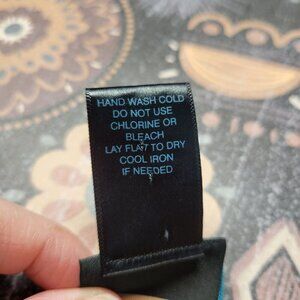 HAND WASH COLD
DO NOT USE
CHLORINE OR
BLEACH
LAY FLAT TO DRY
COOL IRON
IF NEEDED